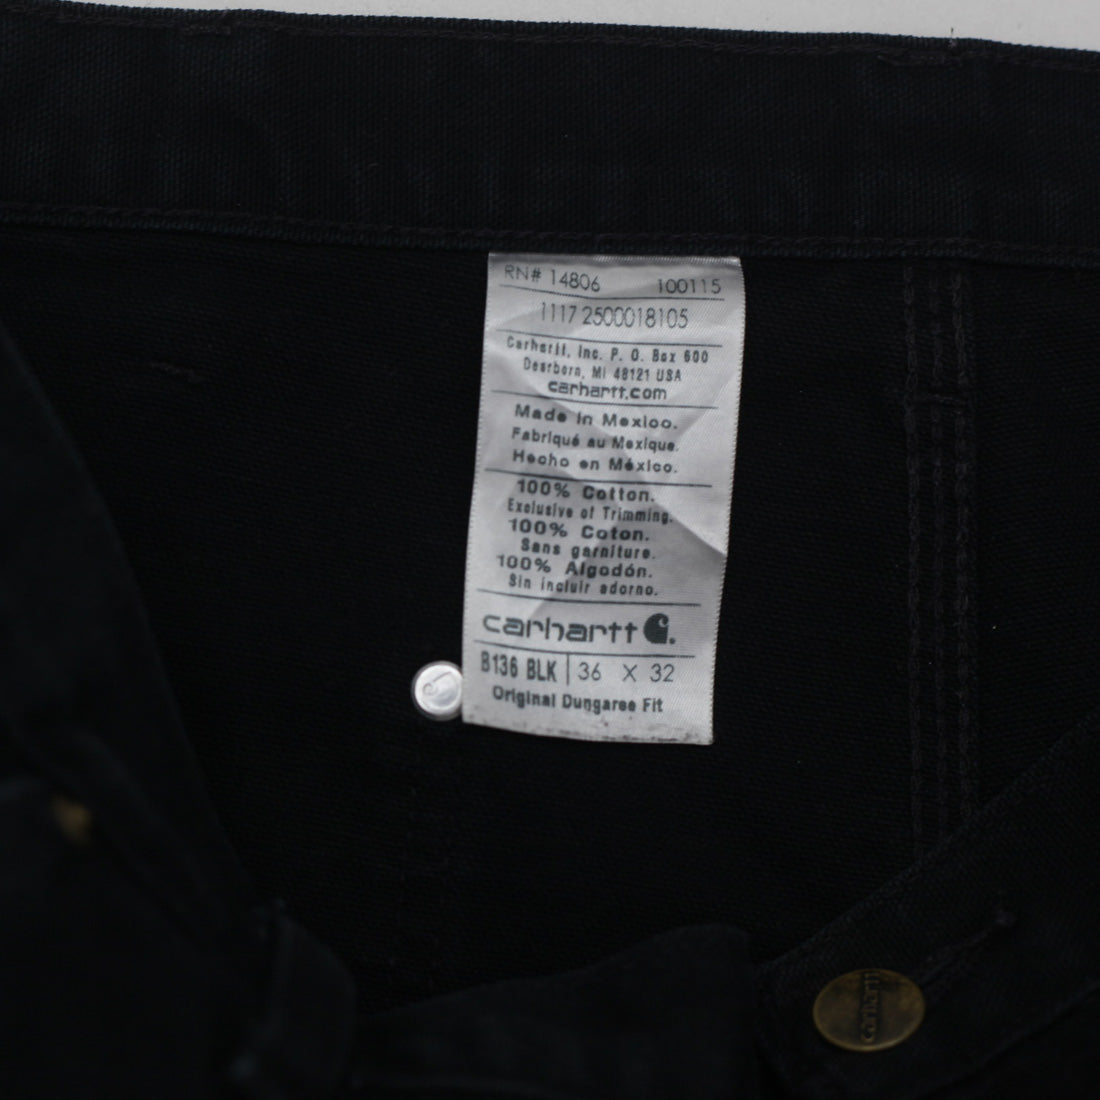 RN# 14806 100115
1117 2500018105
Carhartt, Inc. P. O. Box 600
Dearborn, MI 48121 USA
carhartt.com
Made in Mexico.
Fabriqué au Mexique.
Hecho en México.
100% Cotton.
Exclusive of Trimming.
100% Coton.
Sans garniture.
100% Algodón.
Sin incluir adorno.
carhartt
B136 BLK | 36 X 32
Original Dungaree Fit
carhartt